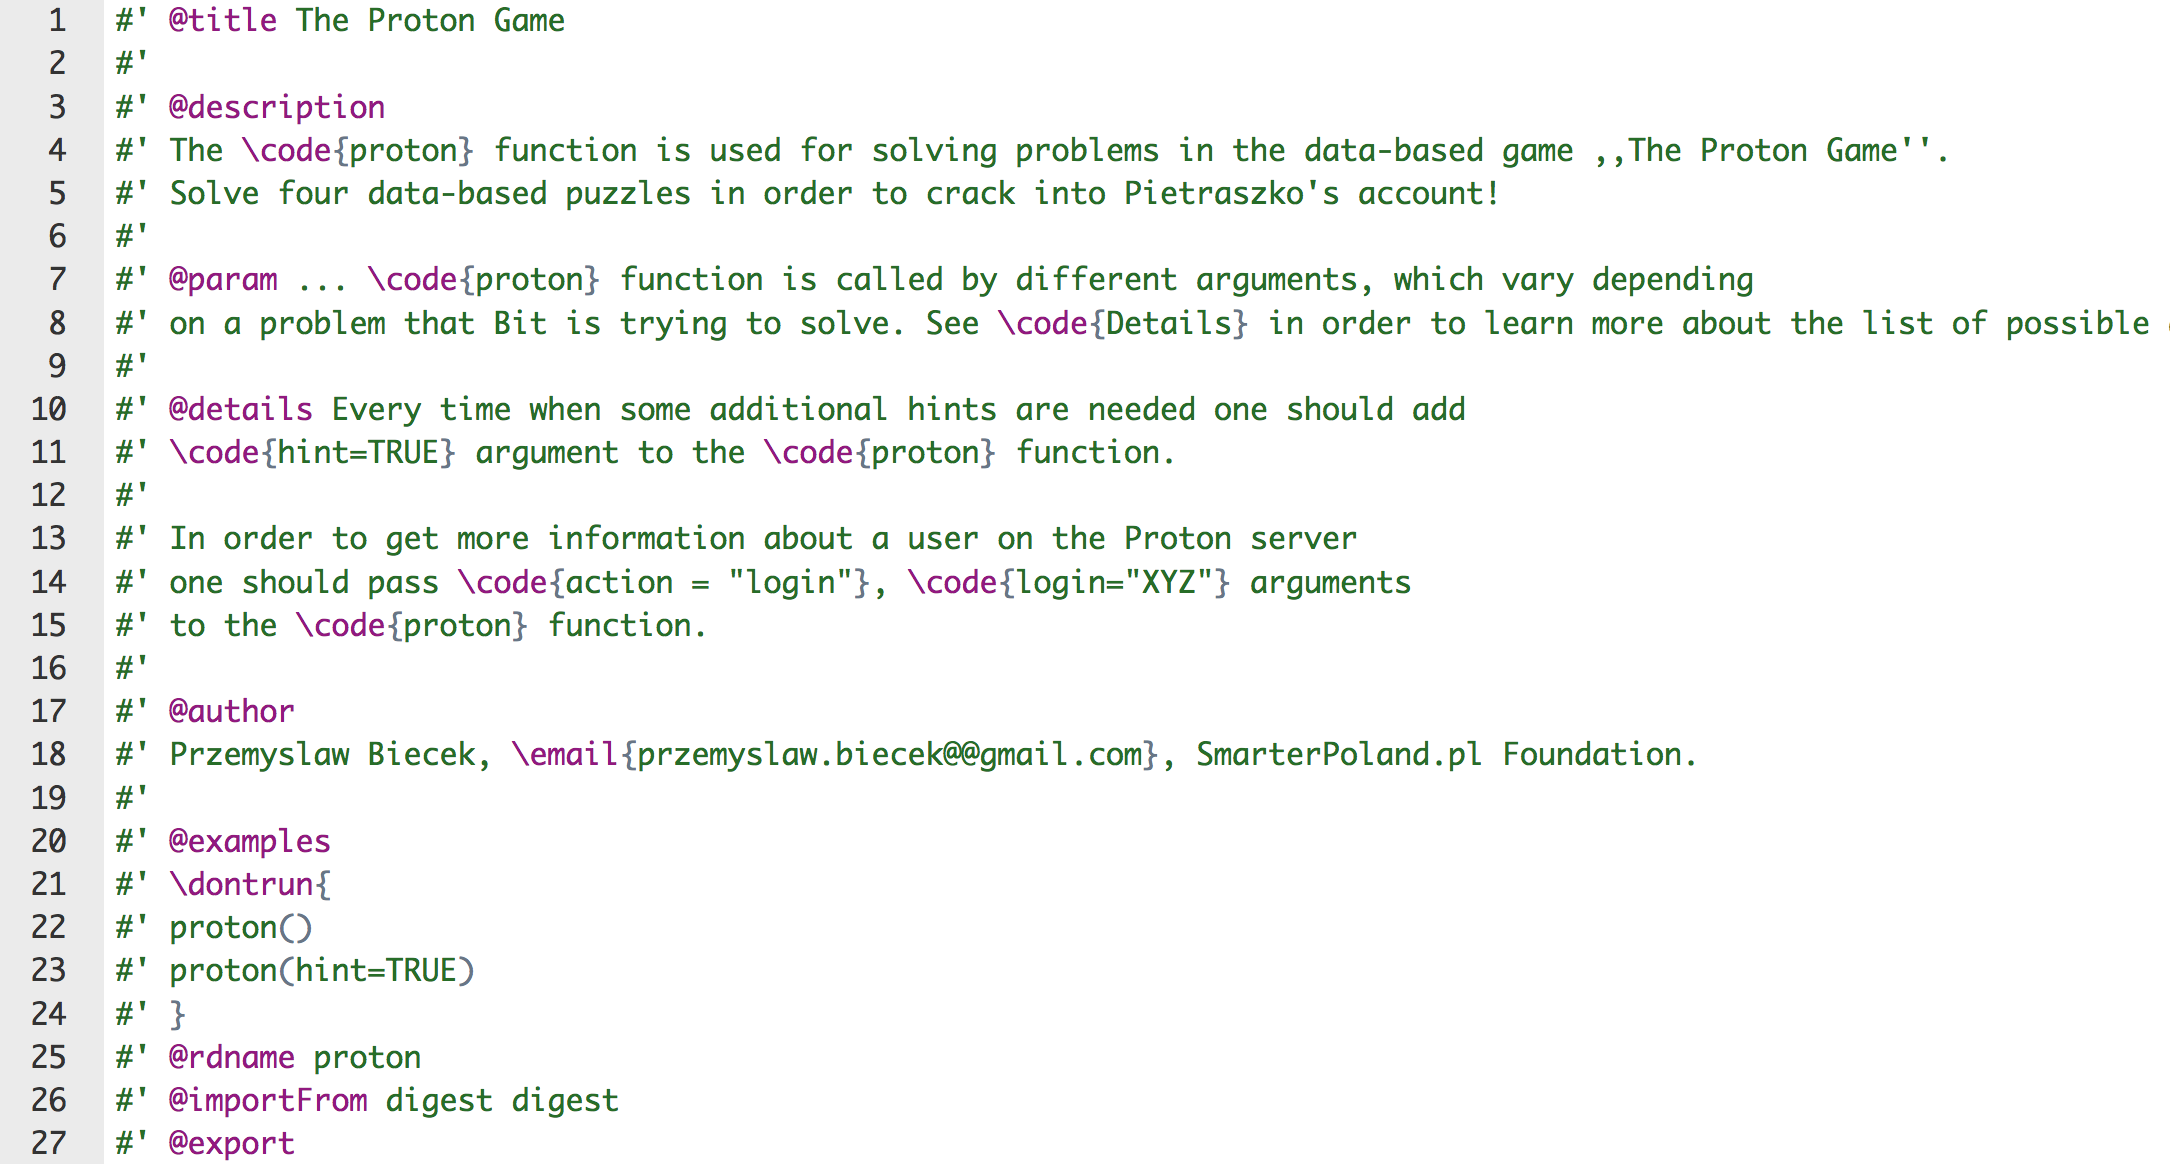 1 #' @title The Proton Game
2 #'
3 #' @description
4 #' The \code{proton} function is used for solving problems in the data-based game ,,The Proton Game''.
5 #' Solve four data-based puzzles in order to crack into Pietraszko's account!
6 #'
7 #' @param ... \code{proton} function is called by different arguments, which vary depending
8 #' on a problem that Bit is trying to solve. See \code{Details} in order to learn more about the list of possible
9 #'
10 #' @details Every time when some additional hints are needed one should add
11 #' \code{hint=TRUE} argument to the \code{proton} function.
12 #'
13 #' In order to get more information about a user on the Proton server
14 #' one should pass \code{action = "login"}, \code{login="XYZ"} arguments
15 #' to the \code{proton} function.
16 #'
17 #' @author
18 #' Przemyslaw Biecek, \email{przemyslaw.biecek@@gmail.com}, SmarterPoland.pl Foundation.
19 #'
20 #' @examples
21 #' \dontrun{
22 #' proton()
23 #' proton(hint=TRUE)
24 #' }
25 #' @rdname proton
26 #' @importFrom digest digest
27 #' @export